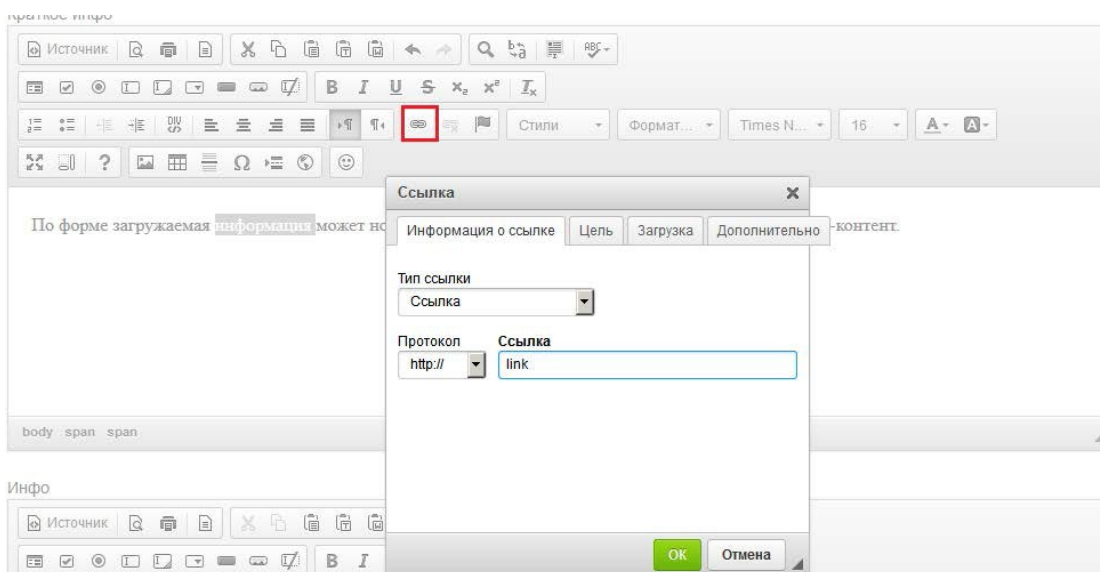 Краткое инфо
Источник ABC
B I U S x₂ x² Iₓ
DIV Стили Формат... Times N... 16 A A
? Ω
По форме загружаемая информация может но -контент.
Ссылка
Информация о ссылке Цель Загрузка Дополнительно
Тип ссылки
Ссылка
Протокол Ссылка
http:// link
body span span
Инфо
Источник
B I
ОК Отмена